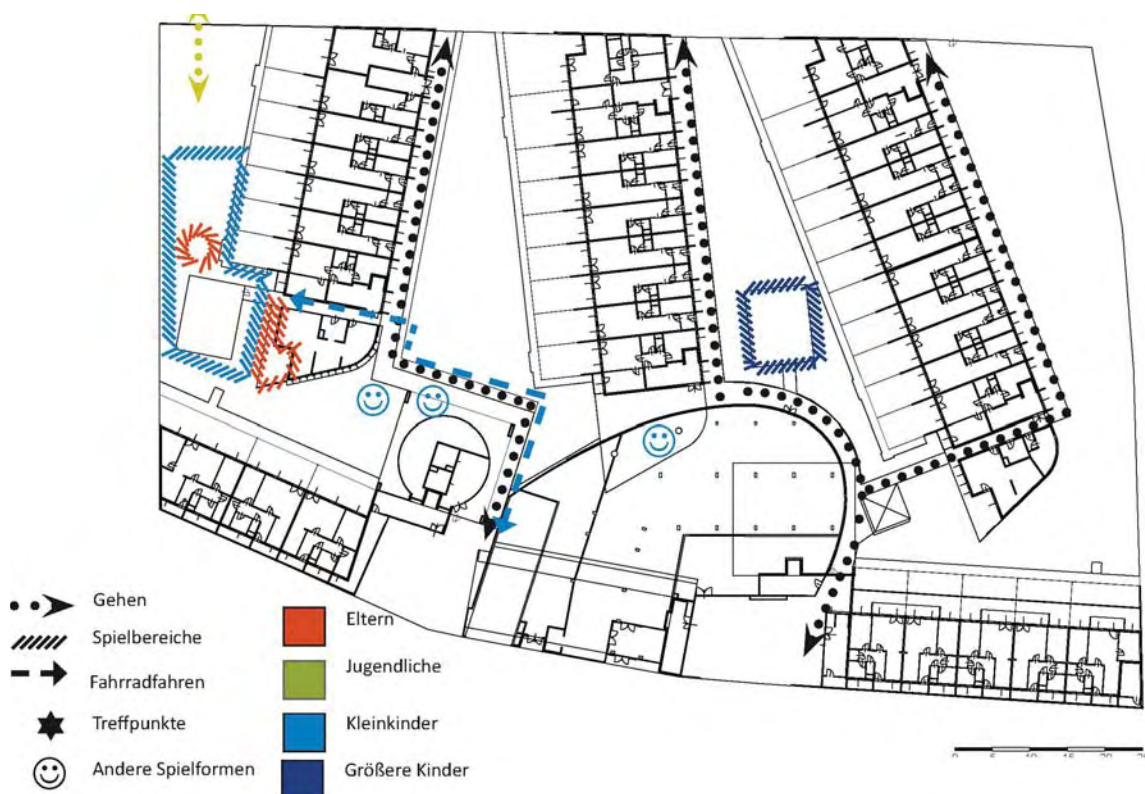 Gehen
Spielbereiche
Fahrradfahren
Treffpunkte
Andere Spielformen
Eltern
Jugendliche
Kleinkinder
Größere Kinder